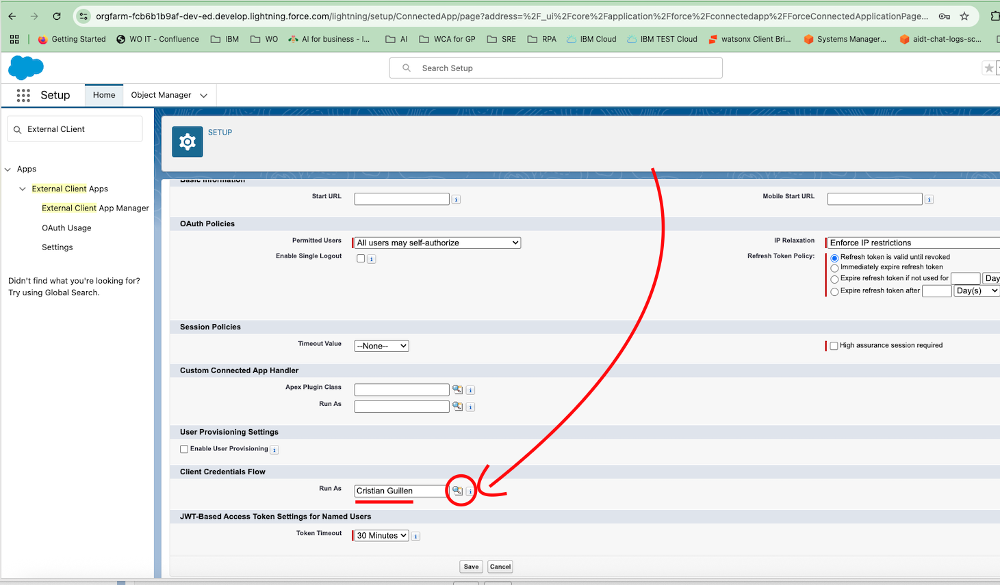 orgfarm-fcb6b1b9af-dev-ed.develop.lightning.force.com/lightning/setup/ConnectedApp/page?address=%2F_ui%2Fcore%2Fapplication%2Fforce%2Fconnectedapp%2FForceConnectedApplicationPage...
Getting Started
WO IT - Confluence
IBM
WO
AI for business - I...
AI
WCA for GP
SRE
RPA
IBM Cloud
IBM TEST Cloud
watsonx Client Bri...
Systems Manager...
aidt-chat-logs-sc...
Search Setup
Setup
Home
Object Manager
External CLient
SETUP
Apps
External Client Apps
External Client App Manager
OAuth Usage
Settings
Didn't find what you're looking for?
Try using Global Search.
Basic Information
Start URL
Mobile Start URL
OAuth Policies
Permitted Users
All users may self-authorize
IP Relaxation
Enforce IP restrictions
Enable Single Logout
Refresh Token Policy:
Refresh token is valid until revoked
Immediately expire refresh token
Expire refresh token if not used for
Day
Expire refresh token after
Day(s)
Session Policies
Timeout Value
--None--
High assurance session required
Custom Connected App Handler
Apex Plugin Class
Run As
User Provisioning Settings
Enable User Provisioning
Client Credentials Flow
Run As
Cristian Guillen
JWT-Based Access Token Settings for Named Users
Token Timeout
30 Minutes
Save
Cancel